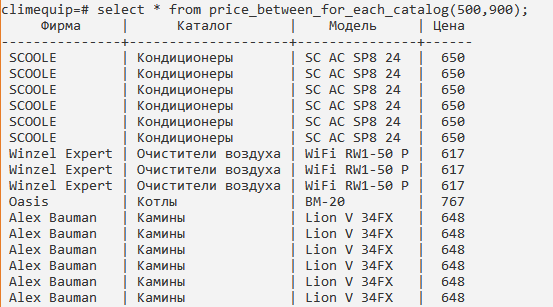 climequip=# select * from price_between_for_each_catalog(500,900);
Фирма | Каталог | Модель | Цена
---------------+-------------------+----------------+------
SCOOLE | Кондиционеры | SC AC SP8 24 | 650
SCOOLE | Кондиционеры | SC AC SP8 24 | 650
SCOOLE | Кондиционеры | SC AC SP8 24 | 650
SCOOLE | Кондиционеры | SC AC SP8 24 | 650
SCOOLE | Кондиционеры | SC AC SP8 24 | 650
SCOOLE | Кондиционеры | SC AC SP8 24 | 650
Winzel Expert | Очистители воздуха | WiFi RW1-50 P | 617
Winzel Expert | Очистители воздуха | WiFi RW1-50 P | 617
Winzel Expert | Очистители воздуха | WiFi RW1-50 P | 617
Oasis | Котлы | BM-20 | 767
Alex Bauman | Камины | Lion V 34FX | 648
Alex Bauman | Камины | Lion V 34FX | 648
Alex Bauman | Камины | Lion V 34FX | 648
Alex Bauman | Камины | Lion V 34FX | 648
Alex Bauman | Камины | Lion V 34FX | 648
Alex Bauman | Камины | Lion V 34FX | 648